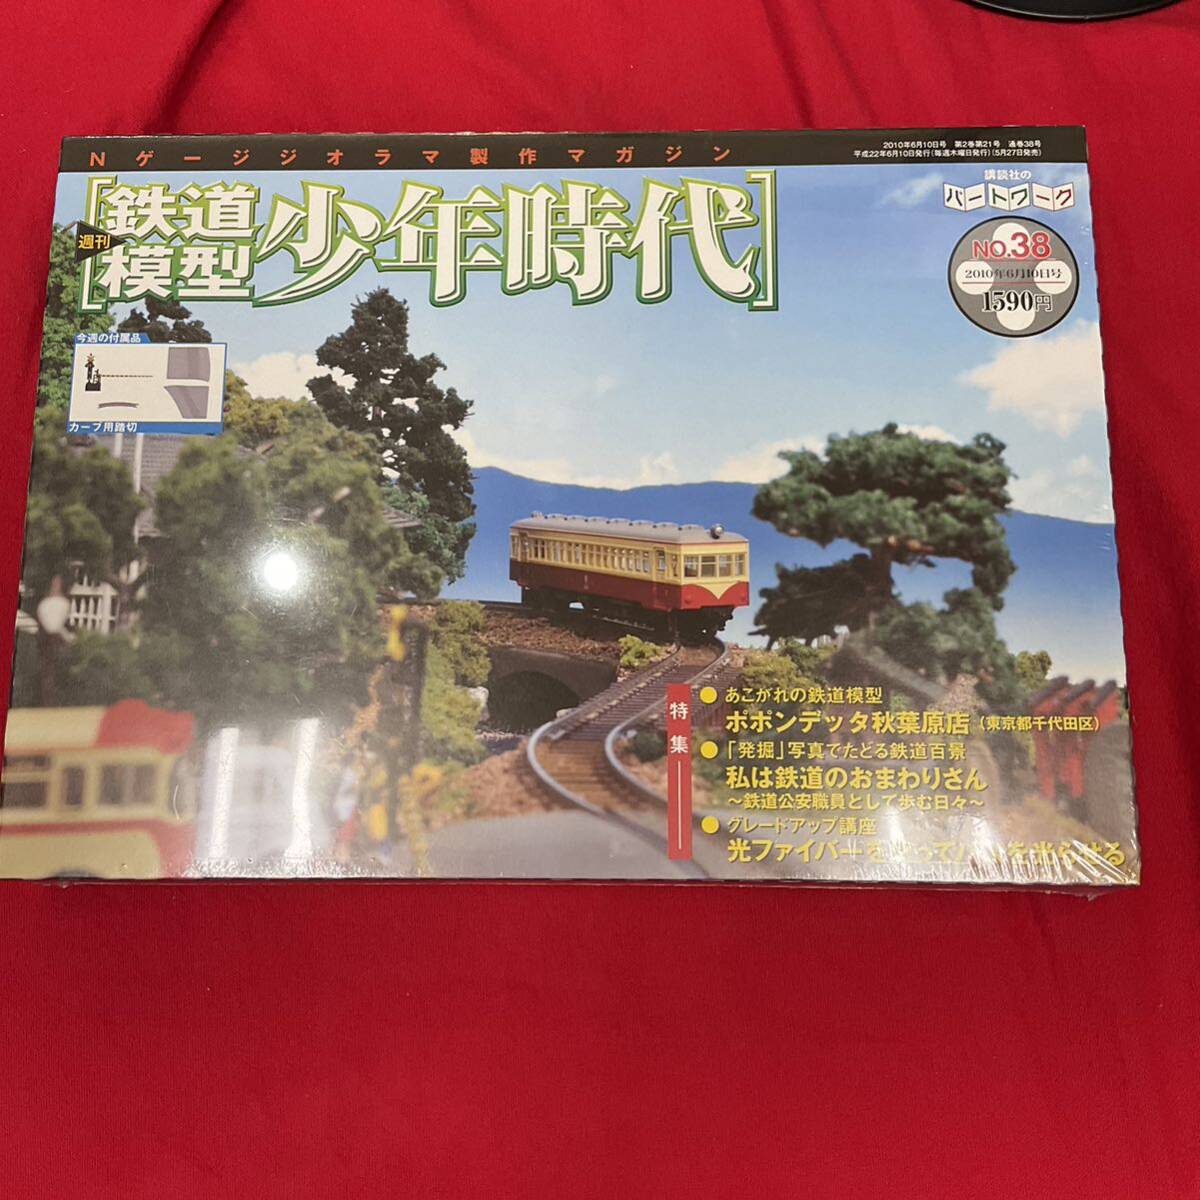 Nゲージジオラマ製作マガジン
2010年6月10日号 第2巻第21号 通巻38号
平成22年6月10日発行(毎週木曜日発行)(5月27日発売)
講談社の
パートワーク
週刊
鉄道
模型
少年時代
NO.38
2010年6月10日号
1590円
今週の付属品
カーブ用踏切
特集
● あこがれの鉄道模型
ポポンデッタ秋葉原店(東京都千代田区)
● 「発掘」写真でたどる鉄道百景
私は鉄道のおまわりさん
〜鉄道公安職員として歩む日々〜
● グレードアップ講座
光ファイバーを使って を光らせる